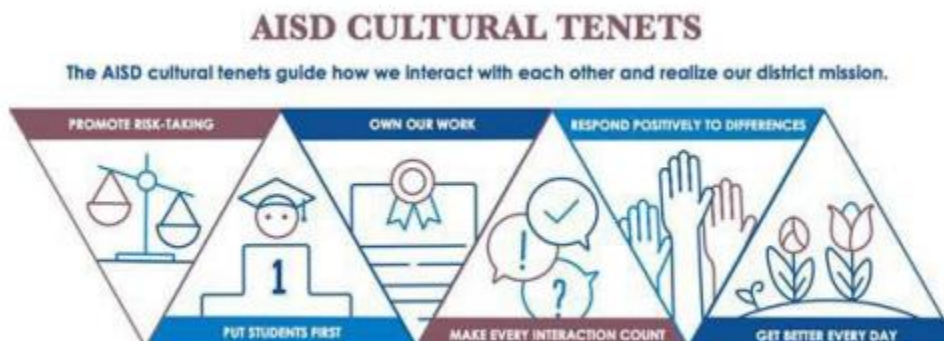 AISD CULTURAL TENETS
The AISD cultural tenets guide how we interact with each other and realize our district mission.
PROMOTE RISK-TAKING
OWN OUR WORK
RESPOND POSITIVELY TO DIFFERENCES
1
!
?
PUT STUDENTS FIRST
MAKE EVERY INTERACTION COUNT
GET BETTER EVERY DAY